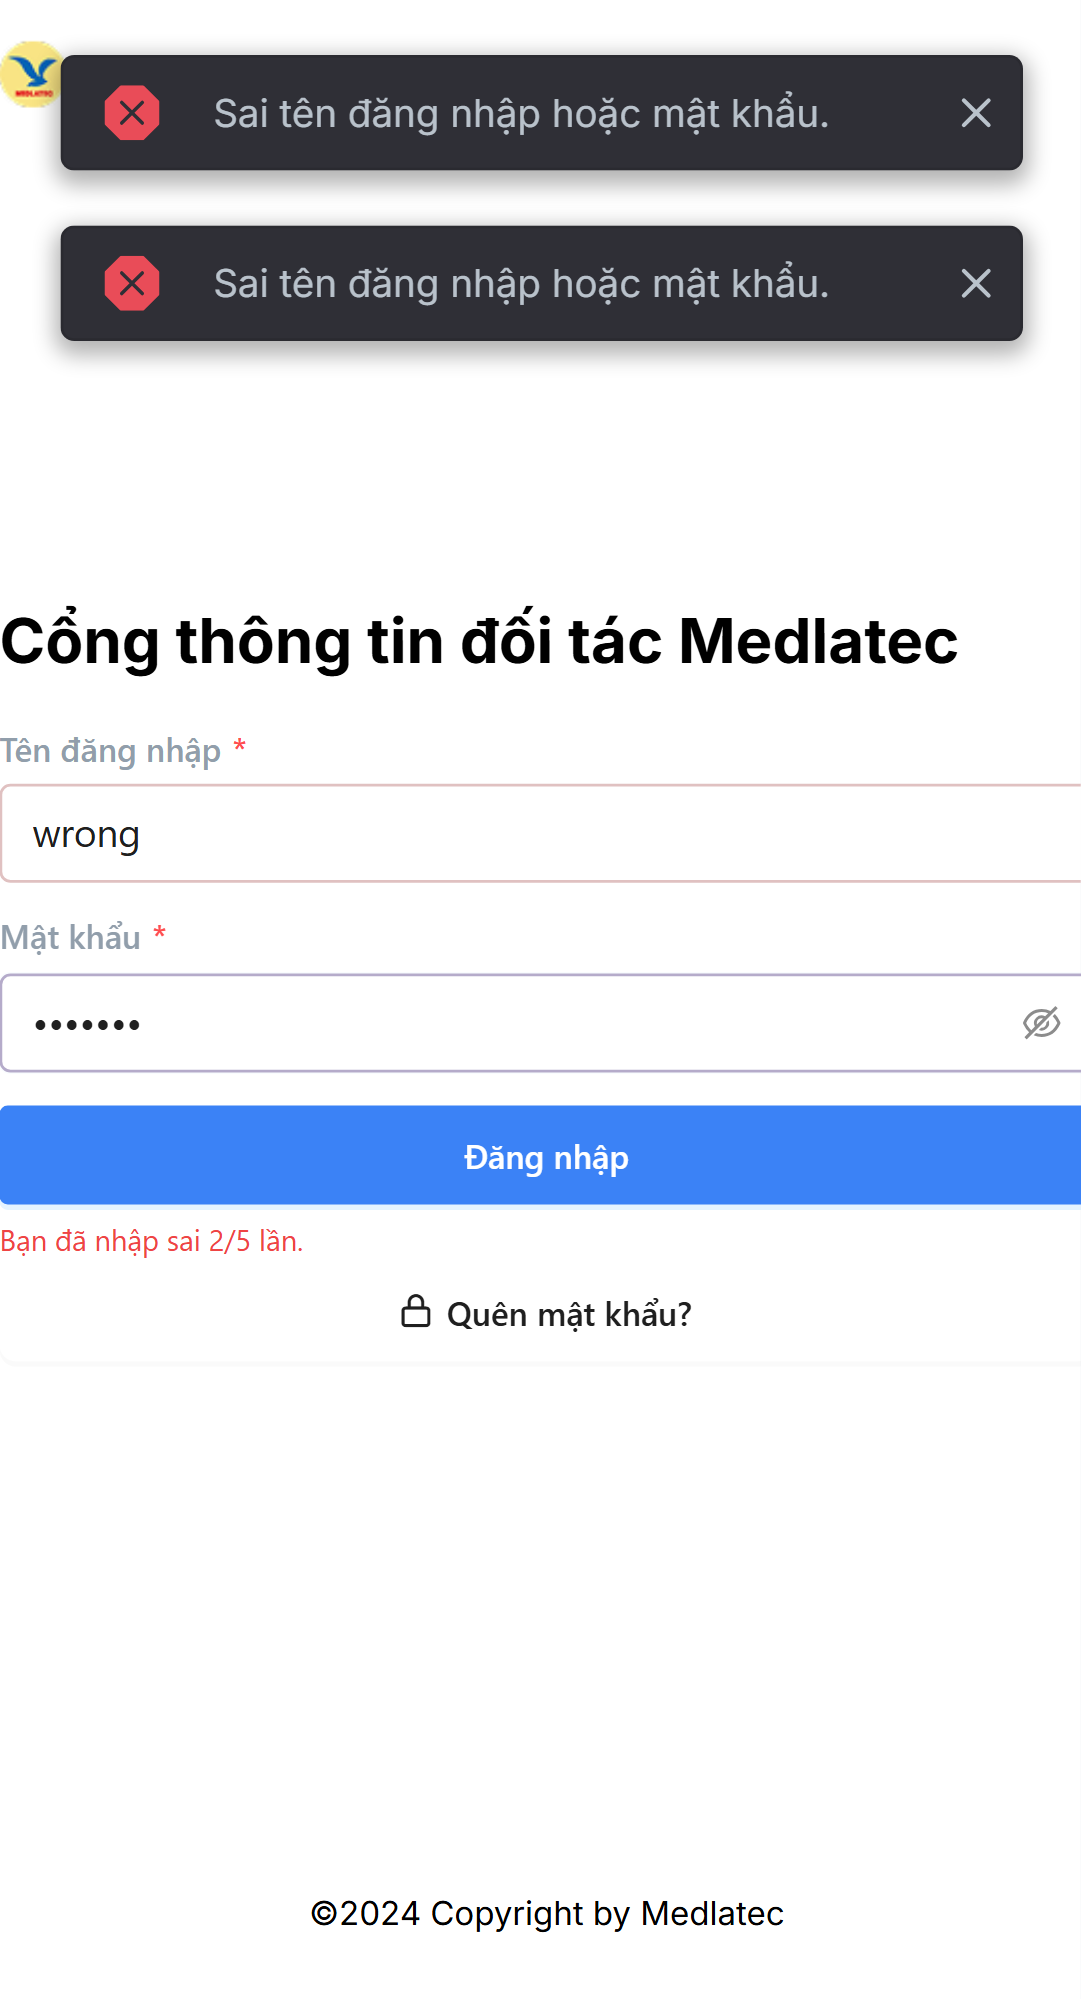 MEDLATEC
Sai tên đăng nhập hoặc mật khẩu.
Sai tên đăng nhập hoặc mật khẩu.
Cổng thông tin đối tác Medlatec
Tên đăng nhập *
wrong
Mật khẩu *
•••••••
Đăng nhập
Bạn đã nhập sai 2/5 lần.
Quên mật khẩu?
©2024 Copyright by Medlatec